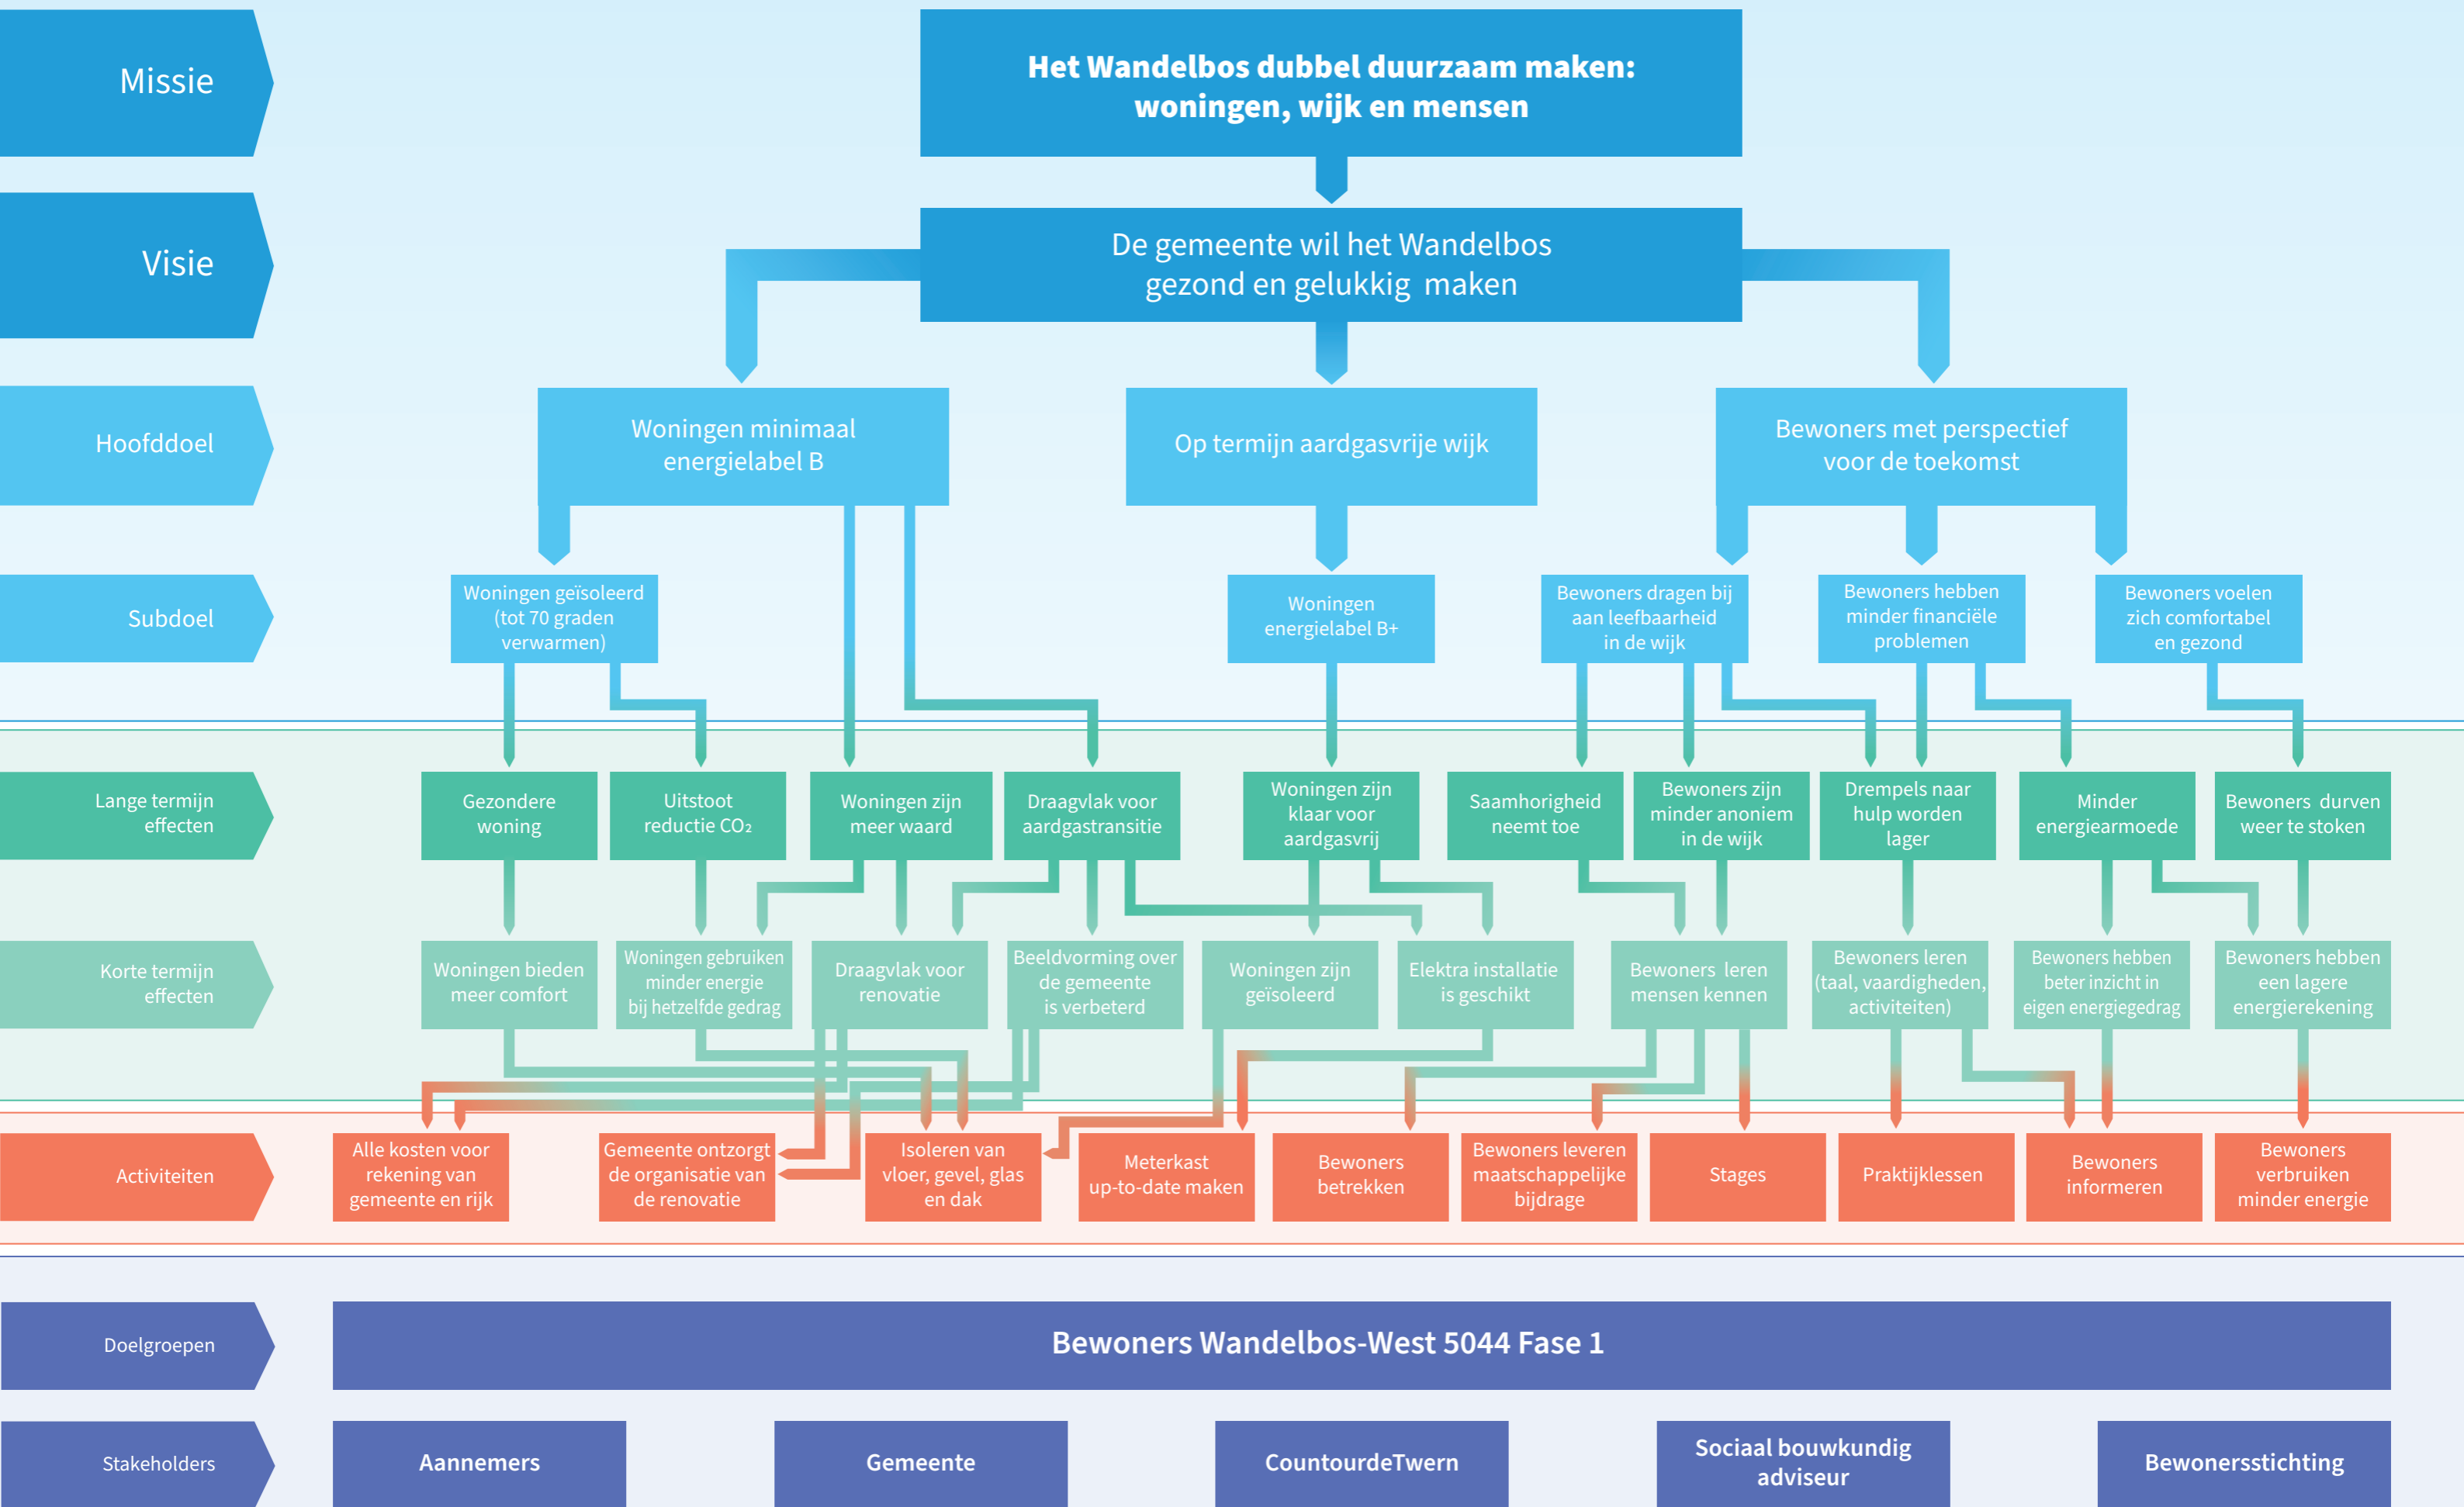 Missie
Het Wandelbos dubbel duurzaam maken:
woningen, wijk en mensen
Visie
De gemeente wil het Wandelbos
gezond en gelukkig maken
Hoofddoel
Woningen minimaal
energielabel B
Op termijn aardgasvrije wijk
Bewoners met perspectief
voor de toekomst
Subdoel
Woningen geïsoleerd
(tot 70 graden
verwarmen)
Woningen
energielabel B+
Bewoners dragen bij
aan leefbaarheid
in de wijk
Bewoners hebben
minder financiële
problemen
Bewoners voelen
zich comfortabel
en gezond
Lange termijn
effecten
Gezondere
woning
Uitstoot
reductie CO₂
Woningen zijn
meer waard
Draagvlak voor
aardgastransitie
Woningen zijn
klaar voor
aardgasvrij
Saamhorigheid
neemt toe
Bewoners zijn
minder anoniem
in de wijk
Drempels naar
hulp worden
lager
Minder
energiearmoede
Bewoners durven
weer te stoken
Korte termijn
effecten
Woningen bieden
meer comfort
Woningen gebruiken
minder energie
bij hetzelfde gedrag
Draagvlak voor
renovatie
Beeldvorming over
de gemeente
is verbeterd
Woningen zijn
geïsoleerd
Elektra installatie
is geschikt
Bewoners leren
mensen kennen
Bewoners leren
(taal, vaardigheden,
activiteiten)
Bewoners hebben
beter inzicht in
eigen energiegedrag
Bewoners hebben
een lagere
energierekening
Activiteiten
Alle kosten voor
rekening van
gemeente en rijk
Gemeente ontzorgt
de organisatie van
de renovatie
Isoleren van
vloer, gevel, glas
en dak
Meterkast
up-to-date maken
Bewoners
betrekken
Bewoners leveren
maatschappelijke
bijdrage
Stages
Praktijklessen
Bewoners
informeren
Bewoners
verbruiken
minder energie
Doelgroepen
Bewoners Wandelbos-West 5044 Fase 1
Stakeholders
Aannemers
Gemeente
CountourdeTwern
Sociaal bouwkundig
adviseur
Bewonersstichting